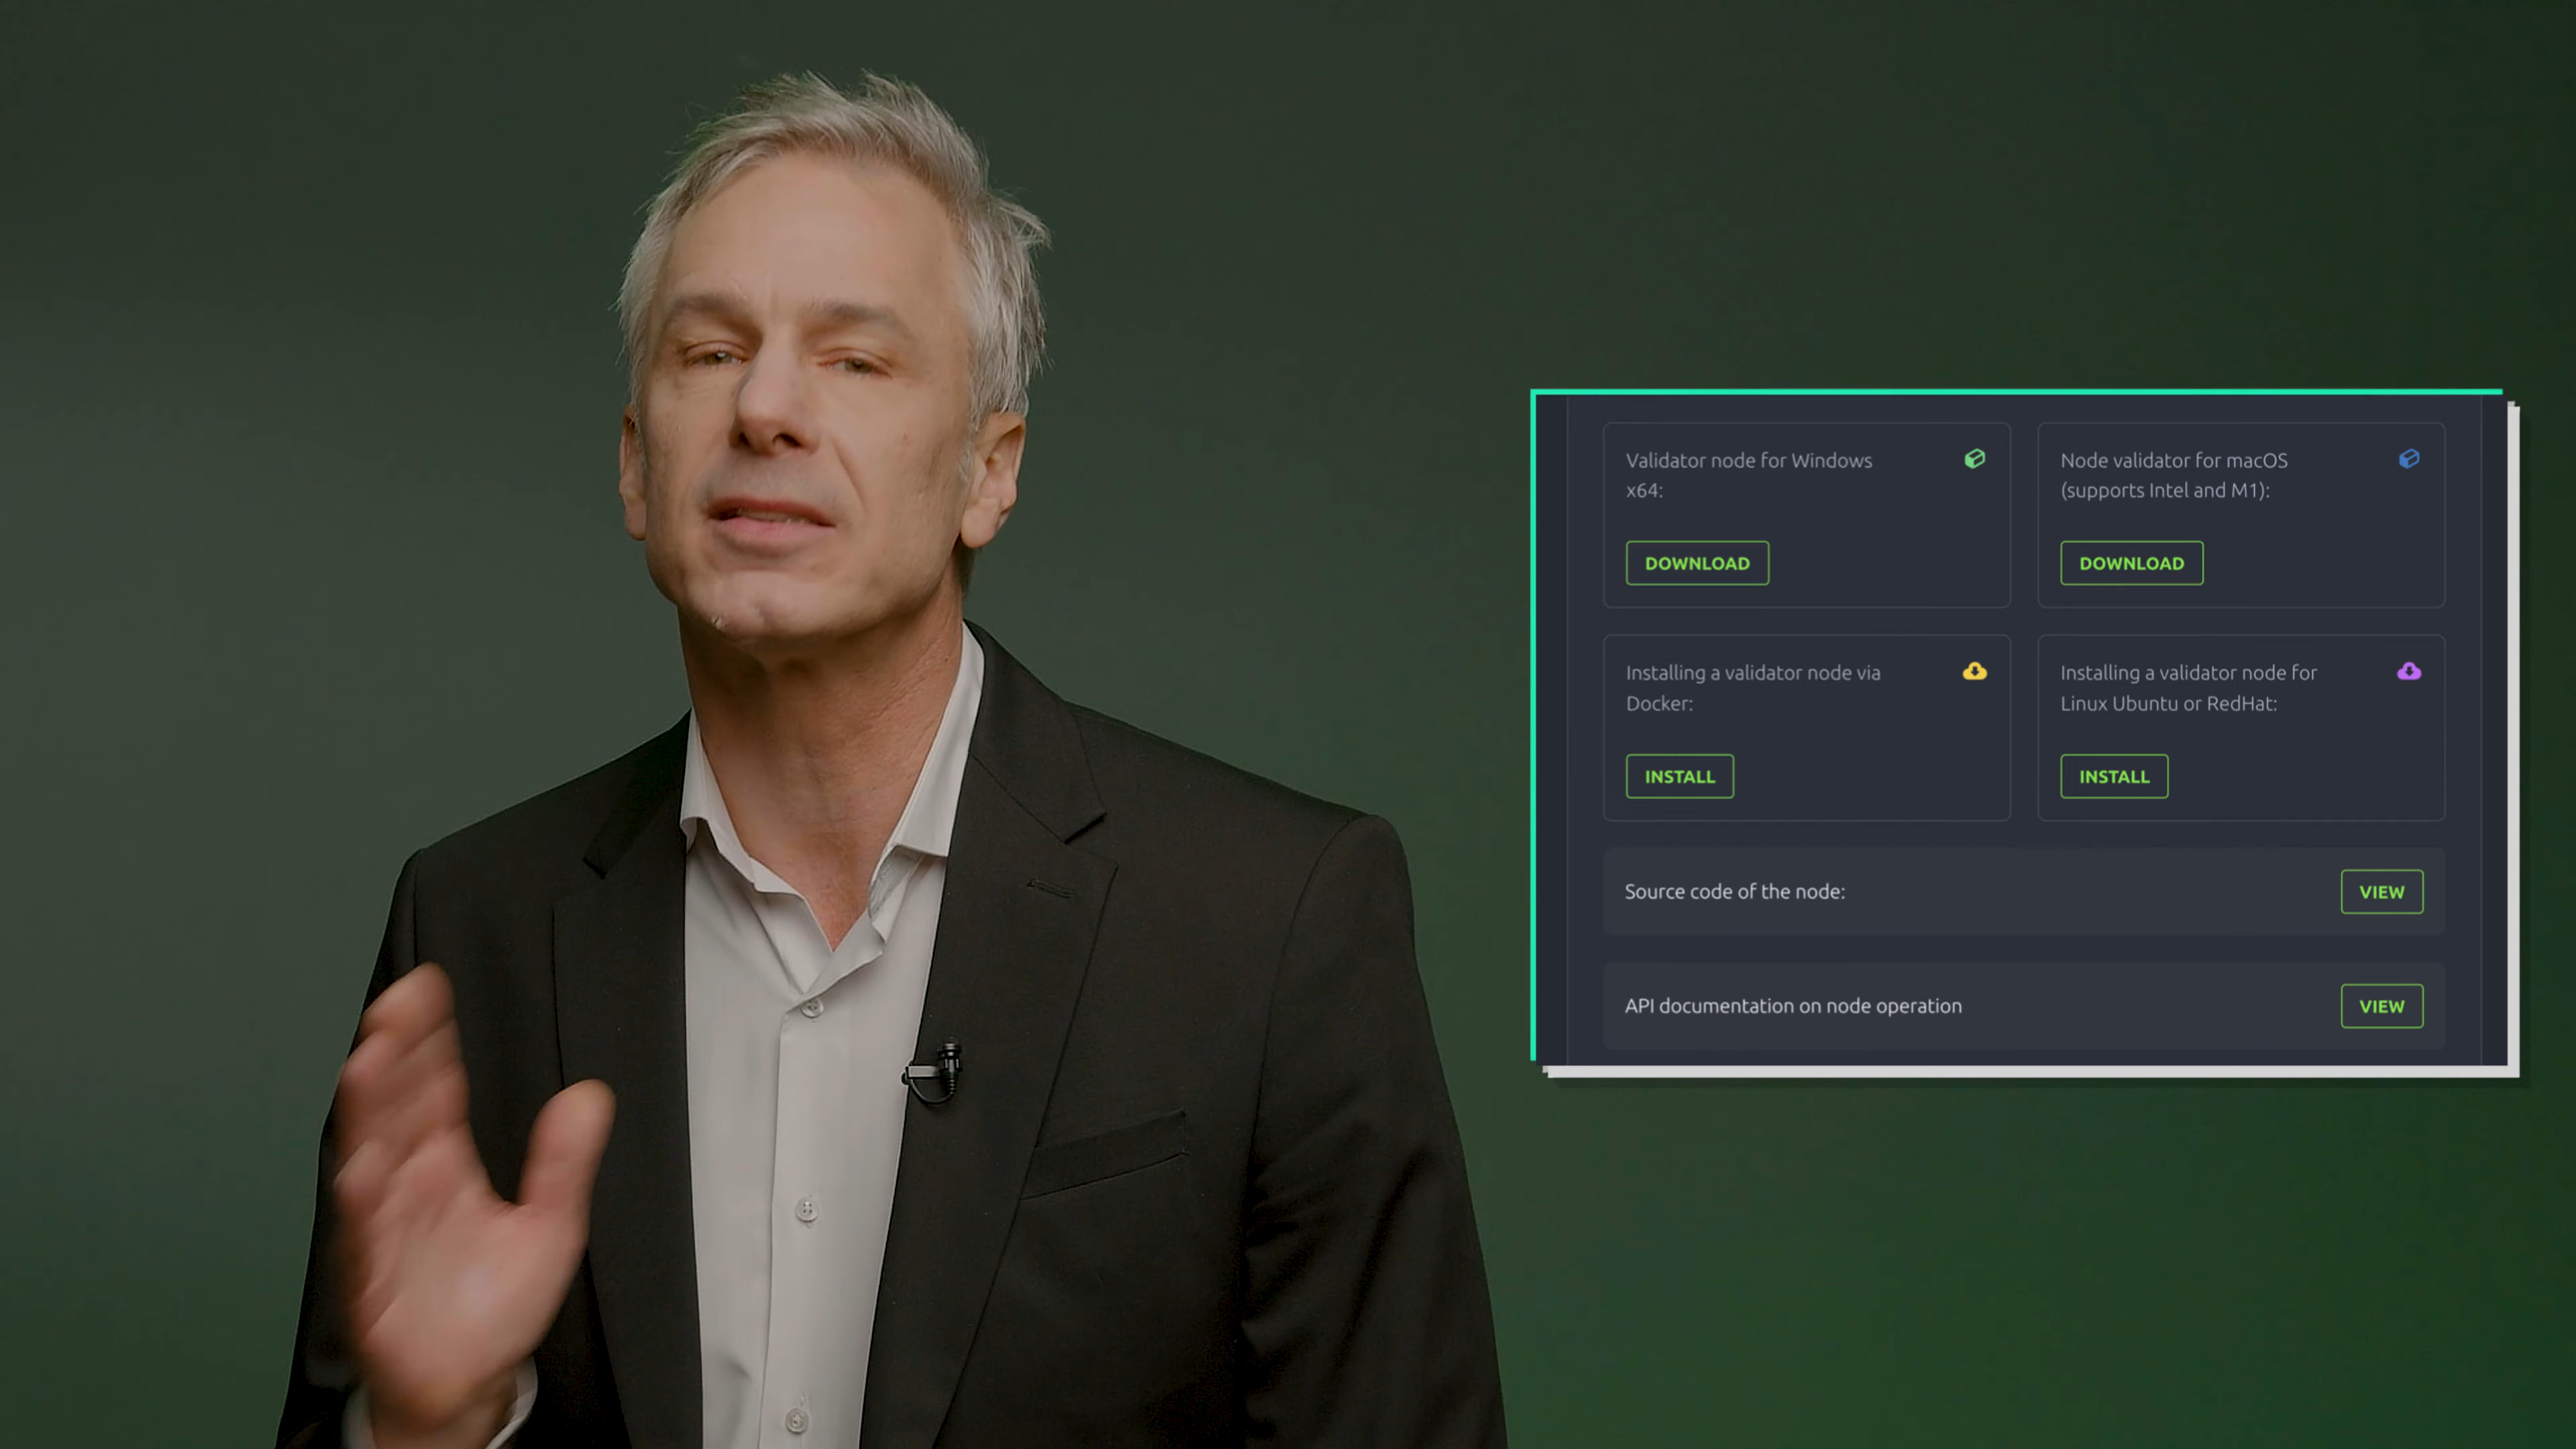 Validator node for Windows
x64:
DOWNLOAD
Node validator for macOS
(supports Intel and M1):
DOWNLOAD
Installing a validator node via
Docker:
INSTALL
Installing a validator node for
Linux Ubuntu or RedHat:
INSTALL
Source code of the node:
VIEW
API documentation on node operation
VIEW